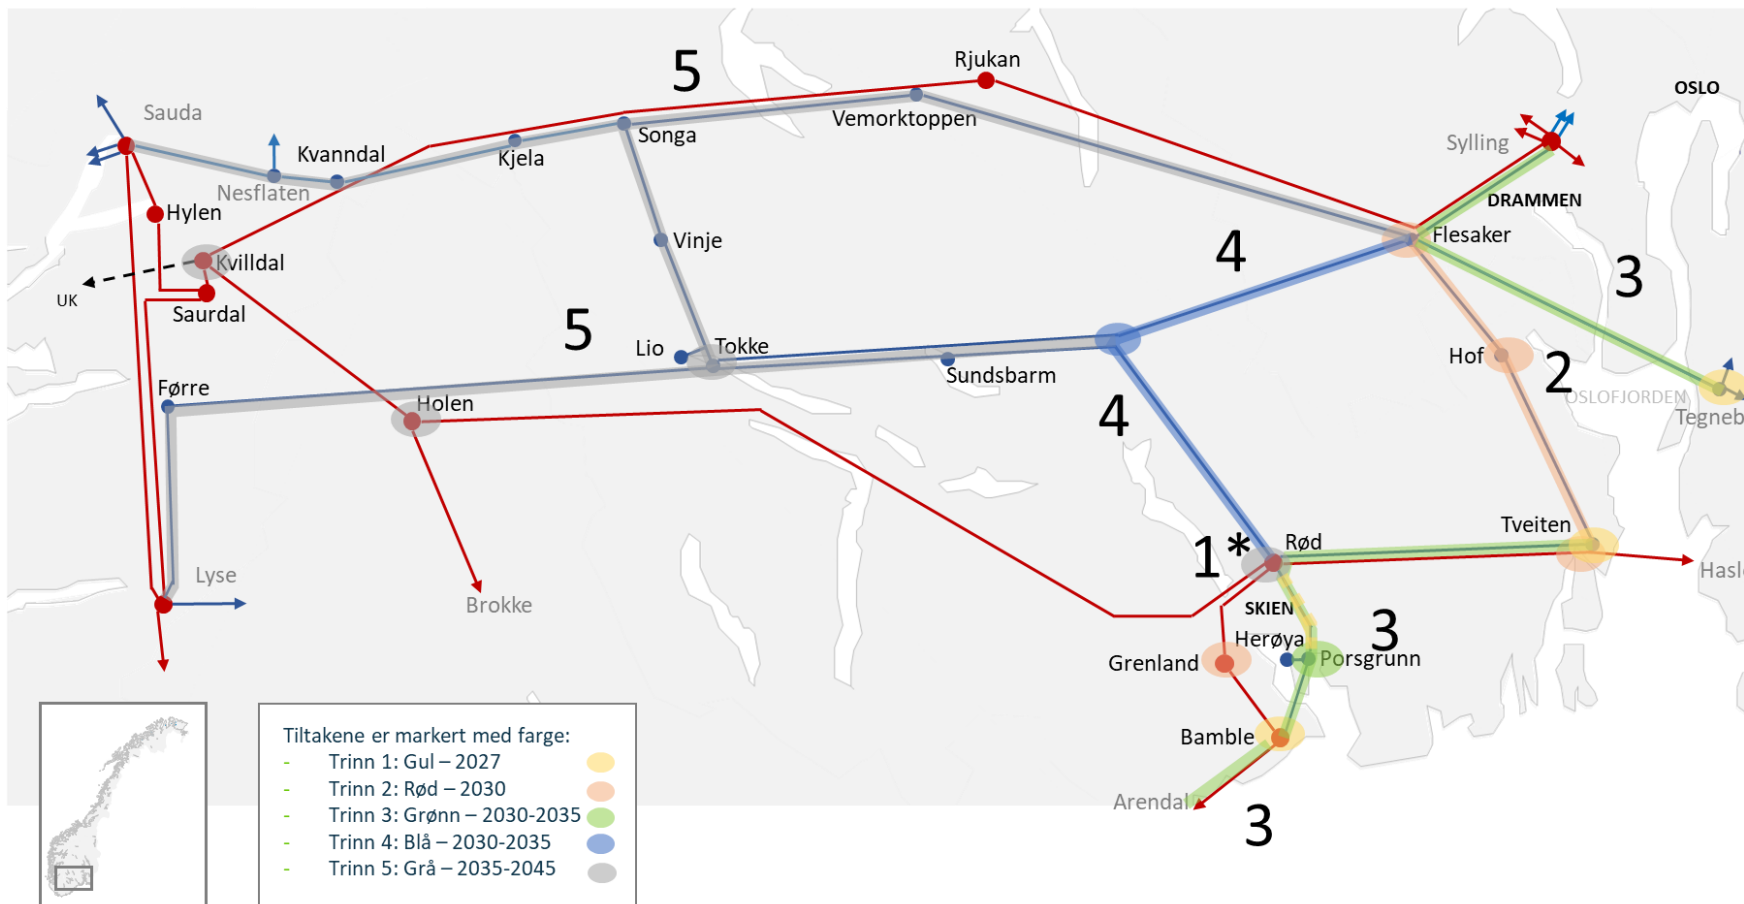 5
Rjukan
OSLO
Sauda
Vemorktoppen
Songa
Sylling
Kvanndal
Kjela
Nesflaten
DRAMMEN
Hylen
Vinje
4
Flesaker
Kvilldal
3
UK
Saurdal
5
Lio
Tokke
Hof
2
Sundsbarm
Førre
OSLOFJORDEN
Holen
4
Tegneb
Tveiten
1*
Rød
Lyse
Hasl
Brokke
SKIEN
3
Herøya
Grenland
Porsgrunn
Bamble
Arendal
3
Tiltakene er markert med farge:
- Trinn 1: Gul – 2027
- Trinn 2: Rød – 2030
- Trinn 3: Grønn – 2030-2035
- Trinn 4: Blå – 2030-2035
- Trinn 5: Grå – 2035-2045